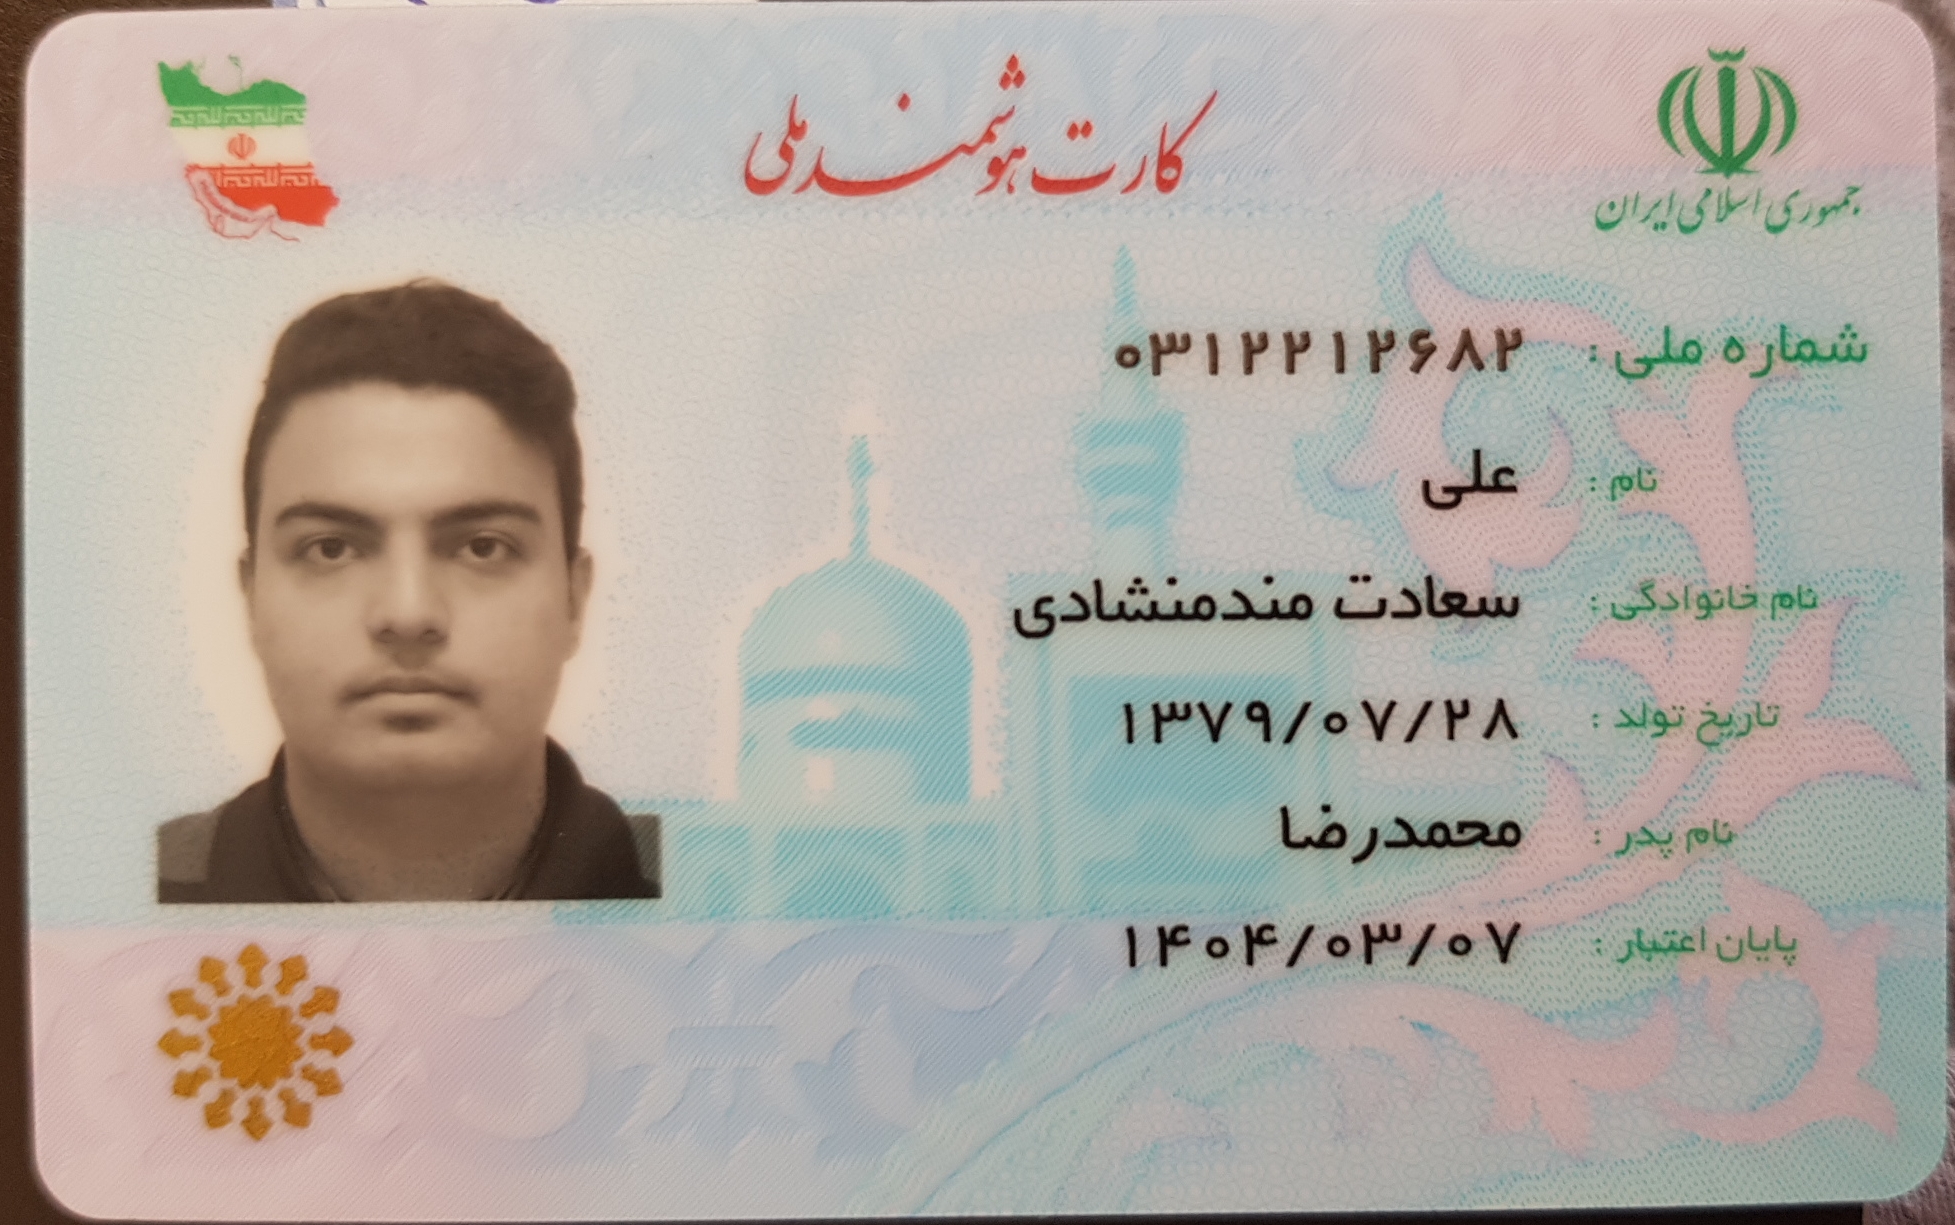 جمهوری اسلامی ایران
کارت هوشمند ملی
شماره ملی : ۰۳۱۲۲۱۲۶۸۲
نام : علی
نام خانوادگی : سعادت مندمنشادی
تاریخ تولد : ۱۳۷۹/۰۷/۲۸
نام پدر : محمدرضا
پایان اعتبار : ۱۴۰۴/۰۳/۰۷